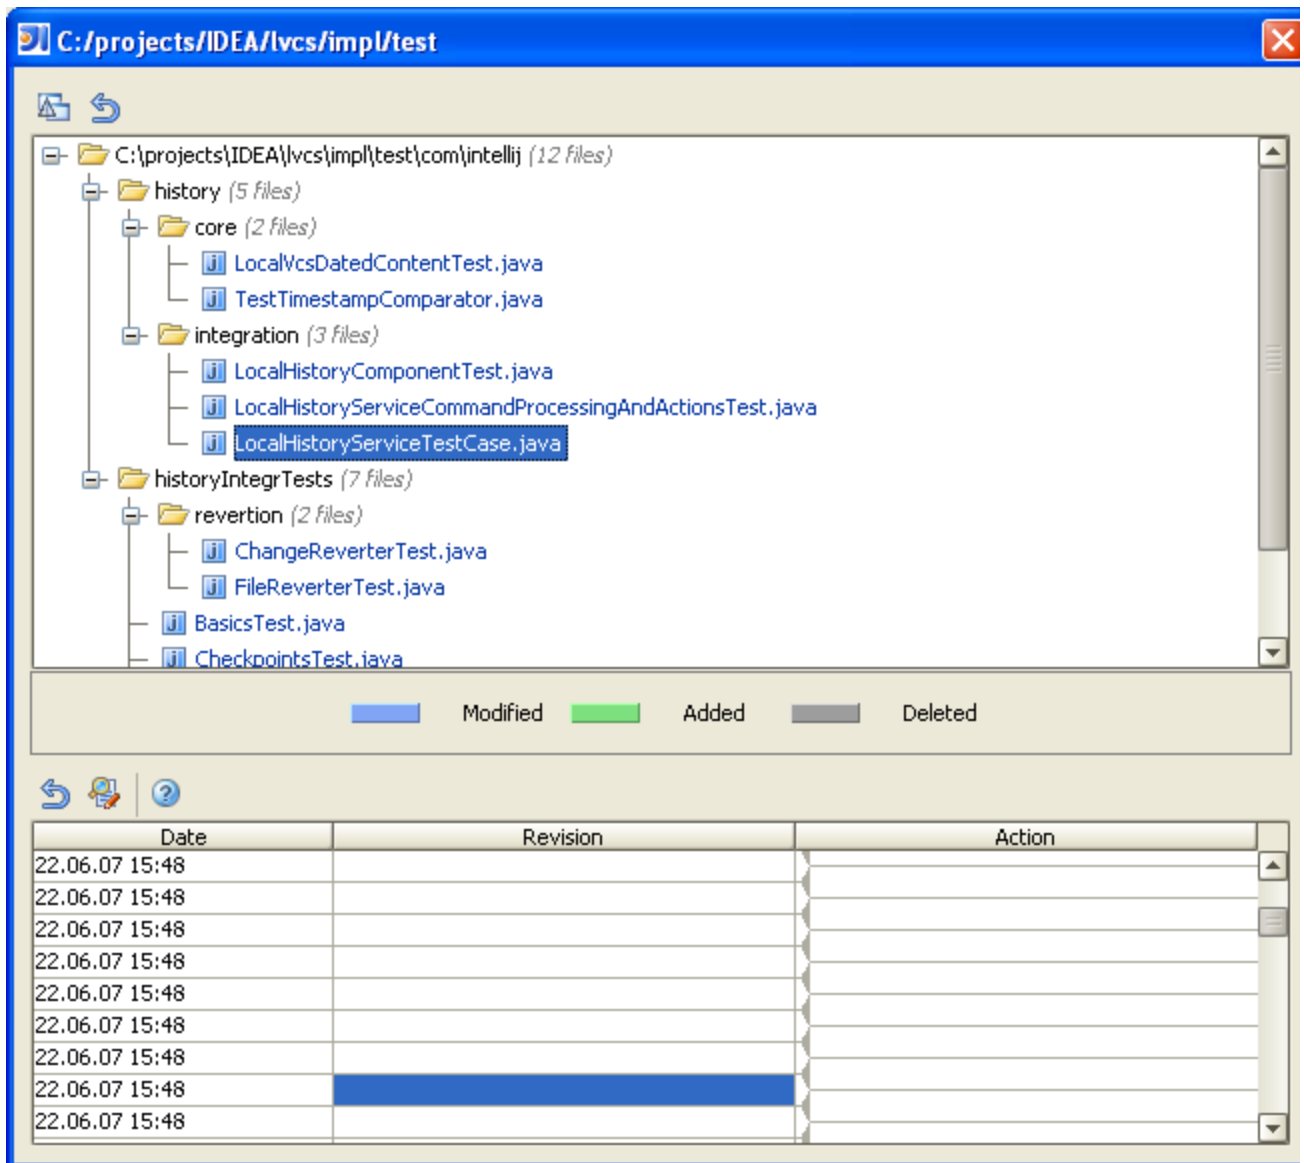 C:/projects/IDEA/lvcs/impl/test
C:\projects\IDEA\lvcs\impl\test\com\intellij (12 files)
history (5 files)
core (2 files)
LocalVcsDatedContentTest.java
TestTimestampComparator.java
integration (3 files)
LocalHistoryComponentTest.java
LocalHistoryServiceCommandProcessingAndActionsTest.java
LocalHistoryServiceTestCase.java
historyIntegrTests (7 files)
revertion (2 files)
ChangeReverterTest.java
FileReverterTest.java
BasicsTest.java
CheckpointsTest.java
Modified Added Deleted
Date Revision Action
22.06.07 15:48
22.06.07 15:48
22.06.07 15:48
22.06.07 15:48
22.06.07 15:48
22.06.07 15:48
22.06.07 15:48
22.06.07 15:48
22.06.07 15:48